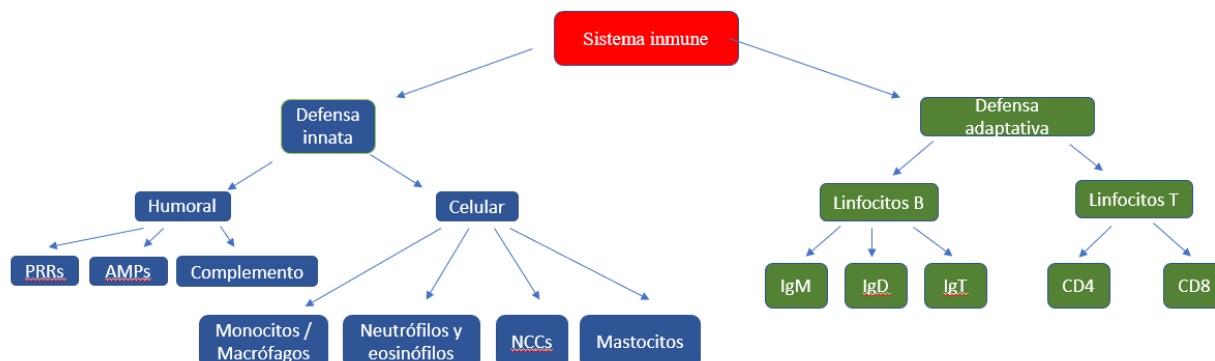 Sistema inmune
Defensa
innata
Defensa
adaptativa
Humoral
Celular
Linfocitos B
Linfocitos T
PRRs
AMPs
Complemento
IgM
IgD
IgT
CD4
CD8
Monocitos /
Macrófagos
Neutrófilos y
eosinófilos
NCCs
Mastocitos